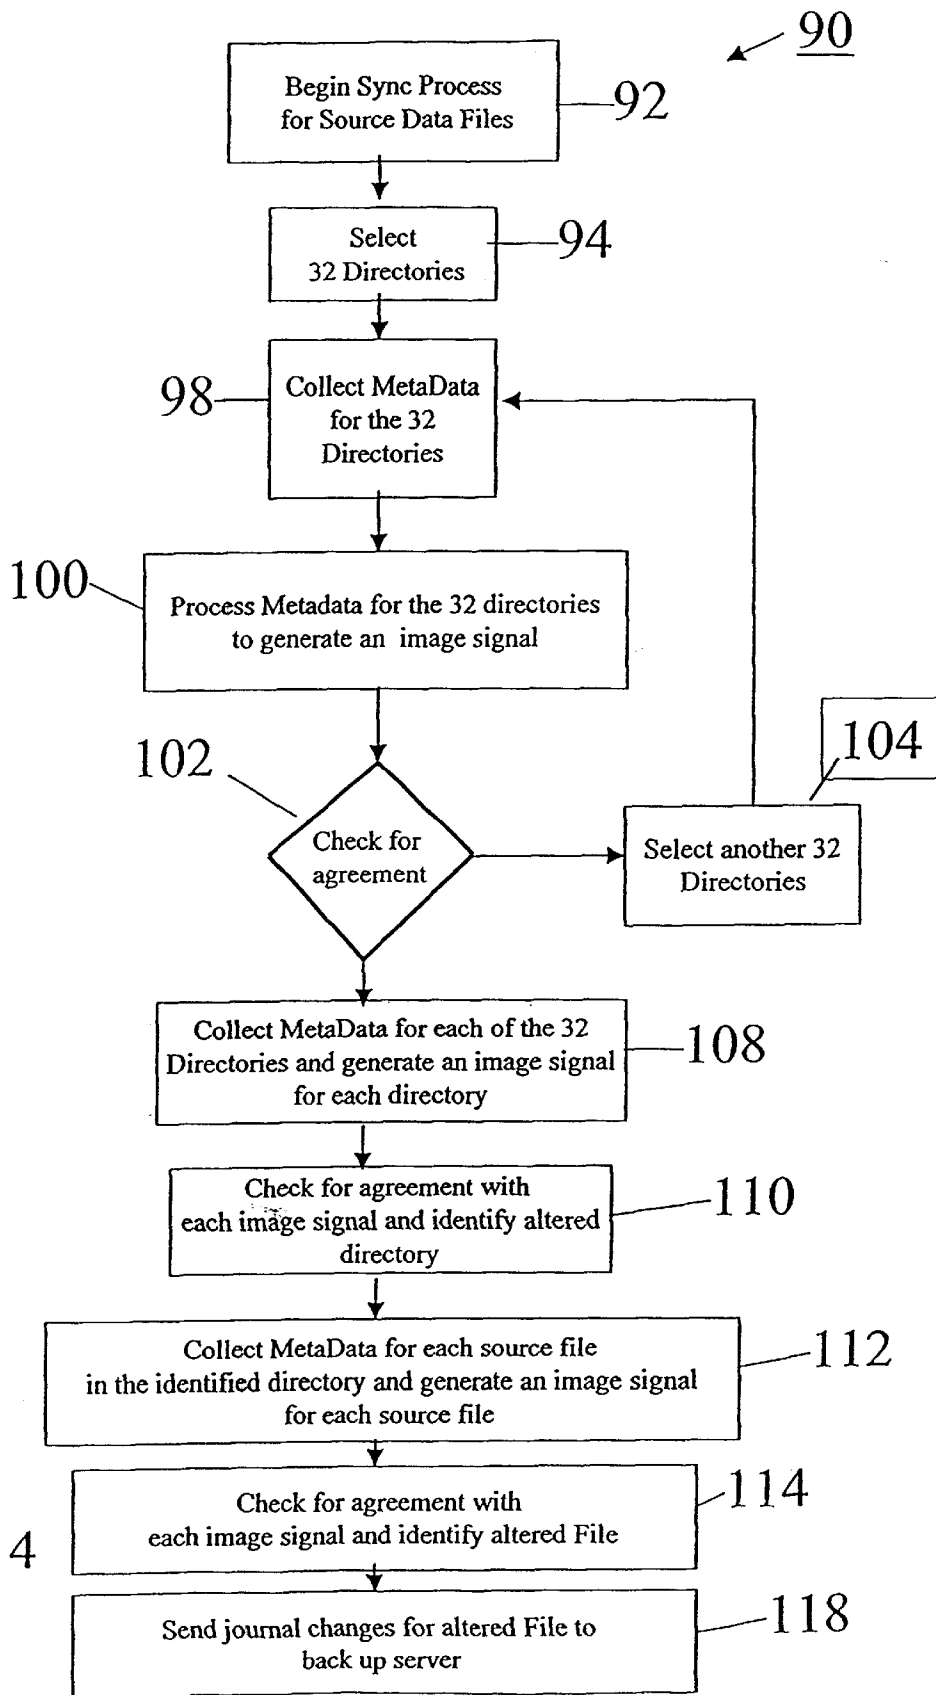 90
Begin Sync Process
for Source Data Files
92
Select
32 Directories
94
Collect MetaData
for the 32
Directories
98
100
Process Metadata for the 32 directories
to generate an image signal
102
Check for
agreement
104
Select another 32
Directories
Collect MetaData for each of the 32
Directories and generate an image signal
for each directory
108
Check for agreement with
each image signal and identify altered
directory
110
Collect MetaData for each source file
in the identified directory and generate an image signal
for each source file
112
Check for agreement with
each image signal and identify altered File
114
4
Send journal changes for altered File to
back up server
118